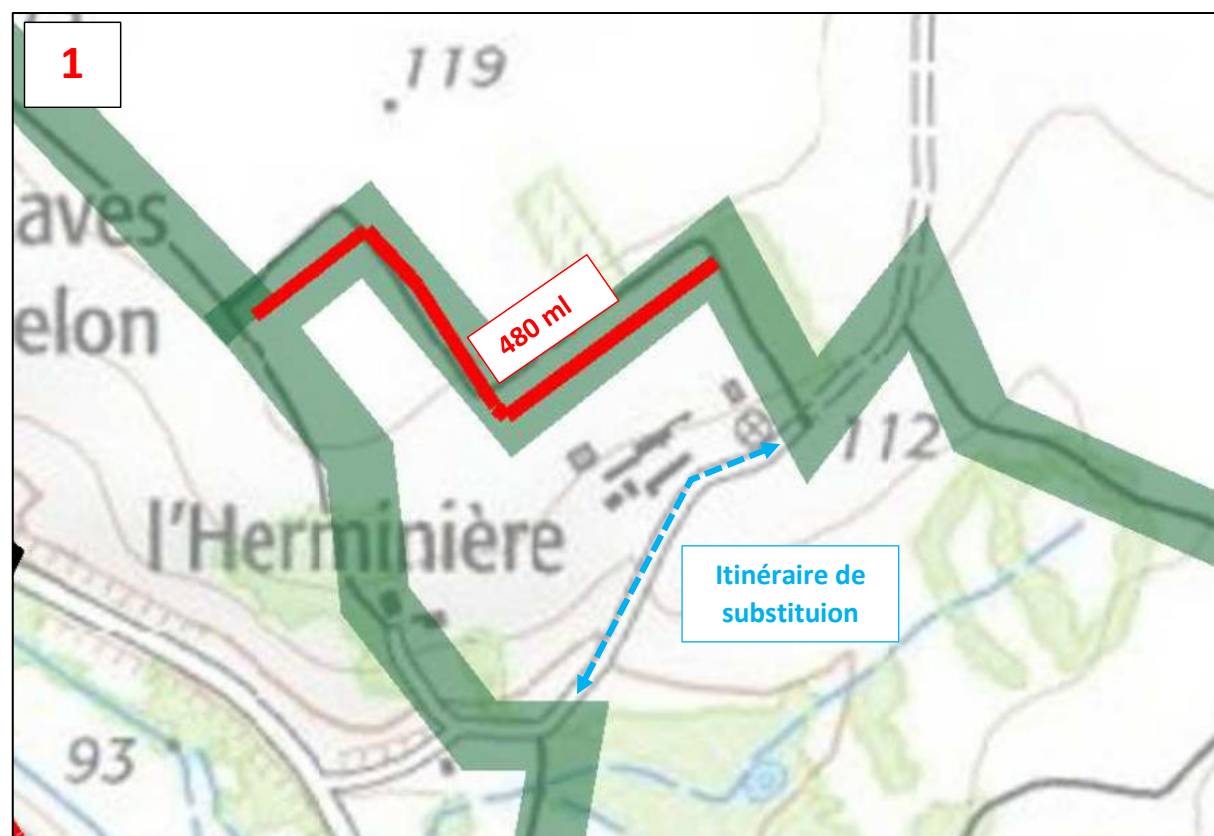 1
119
aves
elon
480 ml
112
l'Herminière
Itinéraire de
substituion
93